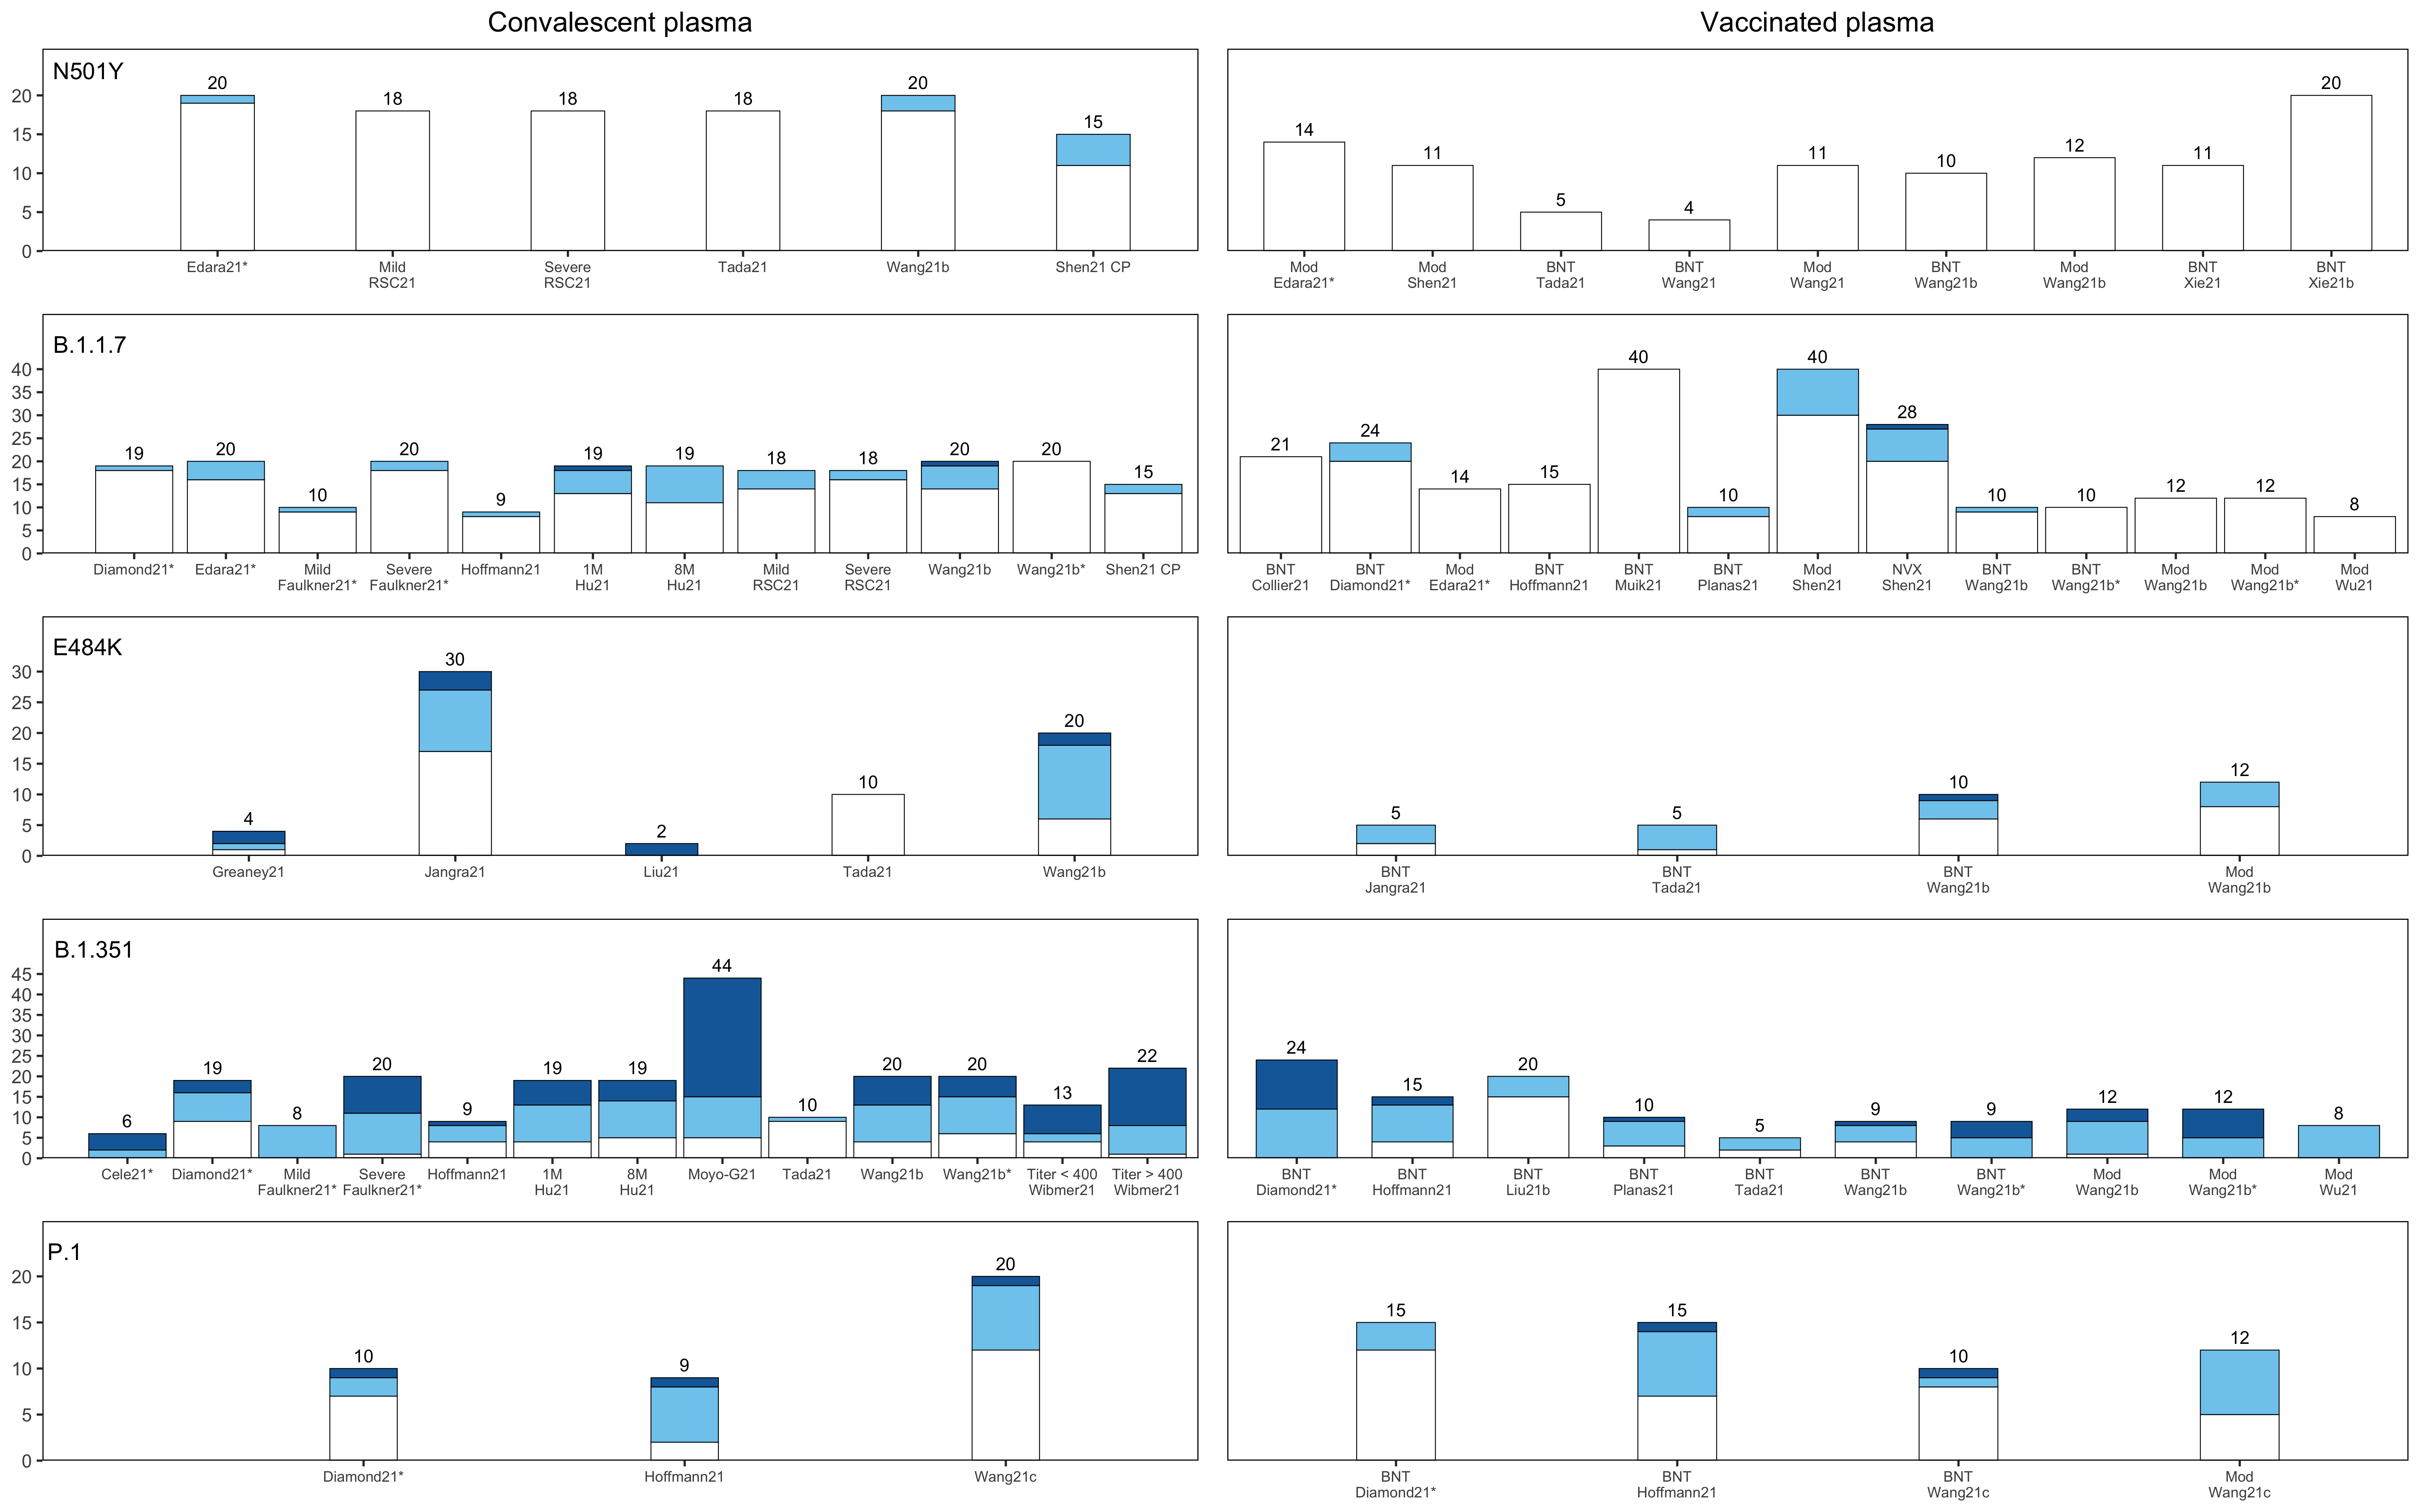 Convalescent plasma
Vaccinated plasma
N501Y
20 18 18 18 20 15
20
15
10
5
0
Edara21* Mild RSC21 Severe RSC21 Tada21 Wang21b Shen21 CP
14 11 5 4 11 10 12 11 20
Mod Edara21* Mod Shen21 BNT Tada21 BNT Wang21 Mod Wang21 BNT Wang21b Mod Wang21b BNT Xie21 BNT Xie21b
B.1.1.7
19 20 10 20 9 19 19 18 18 20 20 15
40
35
30
25
20
15
10
5
0
Diamond21* Edara21* Mild Faulkner21* Severe Faulkner21* Hoffmann21 1M Hu21 8M Hu21 Mild RSC21 Severe RSC21 Wang21b Wang21b* Shen21 CP
21 24 14 15 40 10 40 28 10 10 12 12 8
BNT Collier21 BNT Diamond21* Mod Edara21* BNT Hoffmann21 BNT Muik21 BNT Planas21 Mod Shen21 NVX Shen21 BNT Wang21b BNT Wang21b* Mod Wang21b Mod Wang21b* Mod Wu21
E484K
4 30 2 10 20
30
25
20
15
10
5
0
Greaney21 Jangra21 Liu21 Tada21 Wang21b
5 5 10 12
BNT Jangra21 BNT Tada21 BNT Wang21b Mod Wang21b
B.1.351
6 19 8 20 9 19 19 44 10 20 20 13 22
45
40
35
30
25
20
15
10
5
0
Cele21* Diamond21* Mild Faulkner21* Severe Faulkner21* Hoffmann21 1M Hu21 8M Hu21 Moyo-G21 Tada21 Wang21b Wang21b* Titer < 400 Wibmer21 Titer > 400 Wibmer21
24 15 20 10 5 9 9 12 12 8
BNT Diamond21* BNT Hoffmann21 BNT Liu21b BNT Planas21 BNT Tada21 BNT Wang21b BNT Wang21b* Mod Wang21b Mod Wang21b* Mod Wu21
P.1
10 9 20
20
15
10
5
0
Diamond21* Hoffmann21 Wang21c
15 15 10 12
BNT Diamond21* BNT Hoffmann21 BNT Wang21c Mod Wang21c